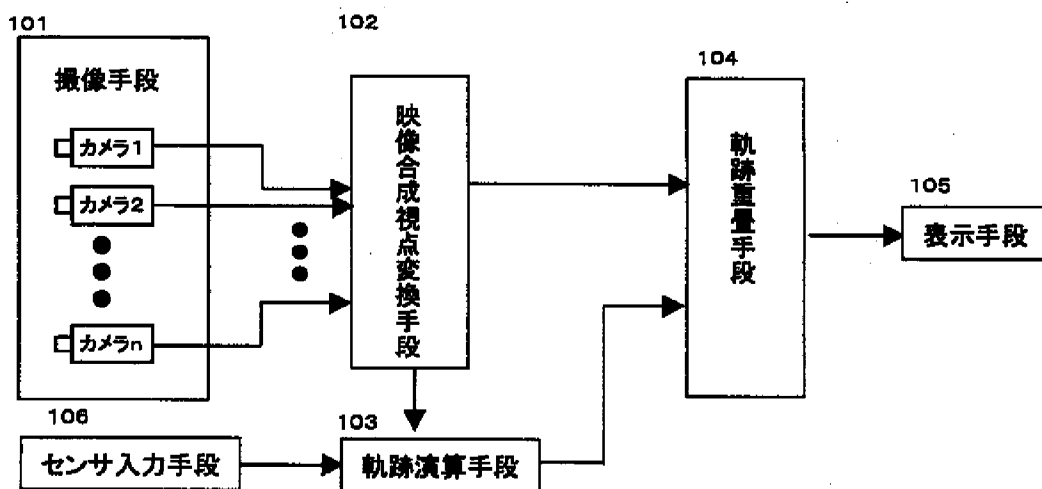 101
撮像手段
カメラ1
カメラ2
カメラn
102
映像合成視点変換手段
104
軌跡重畳手段
105
表示手段
106
センサ入力手段
103
軌跡演算手段